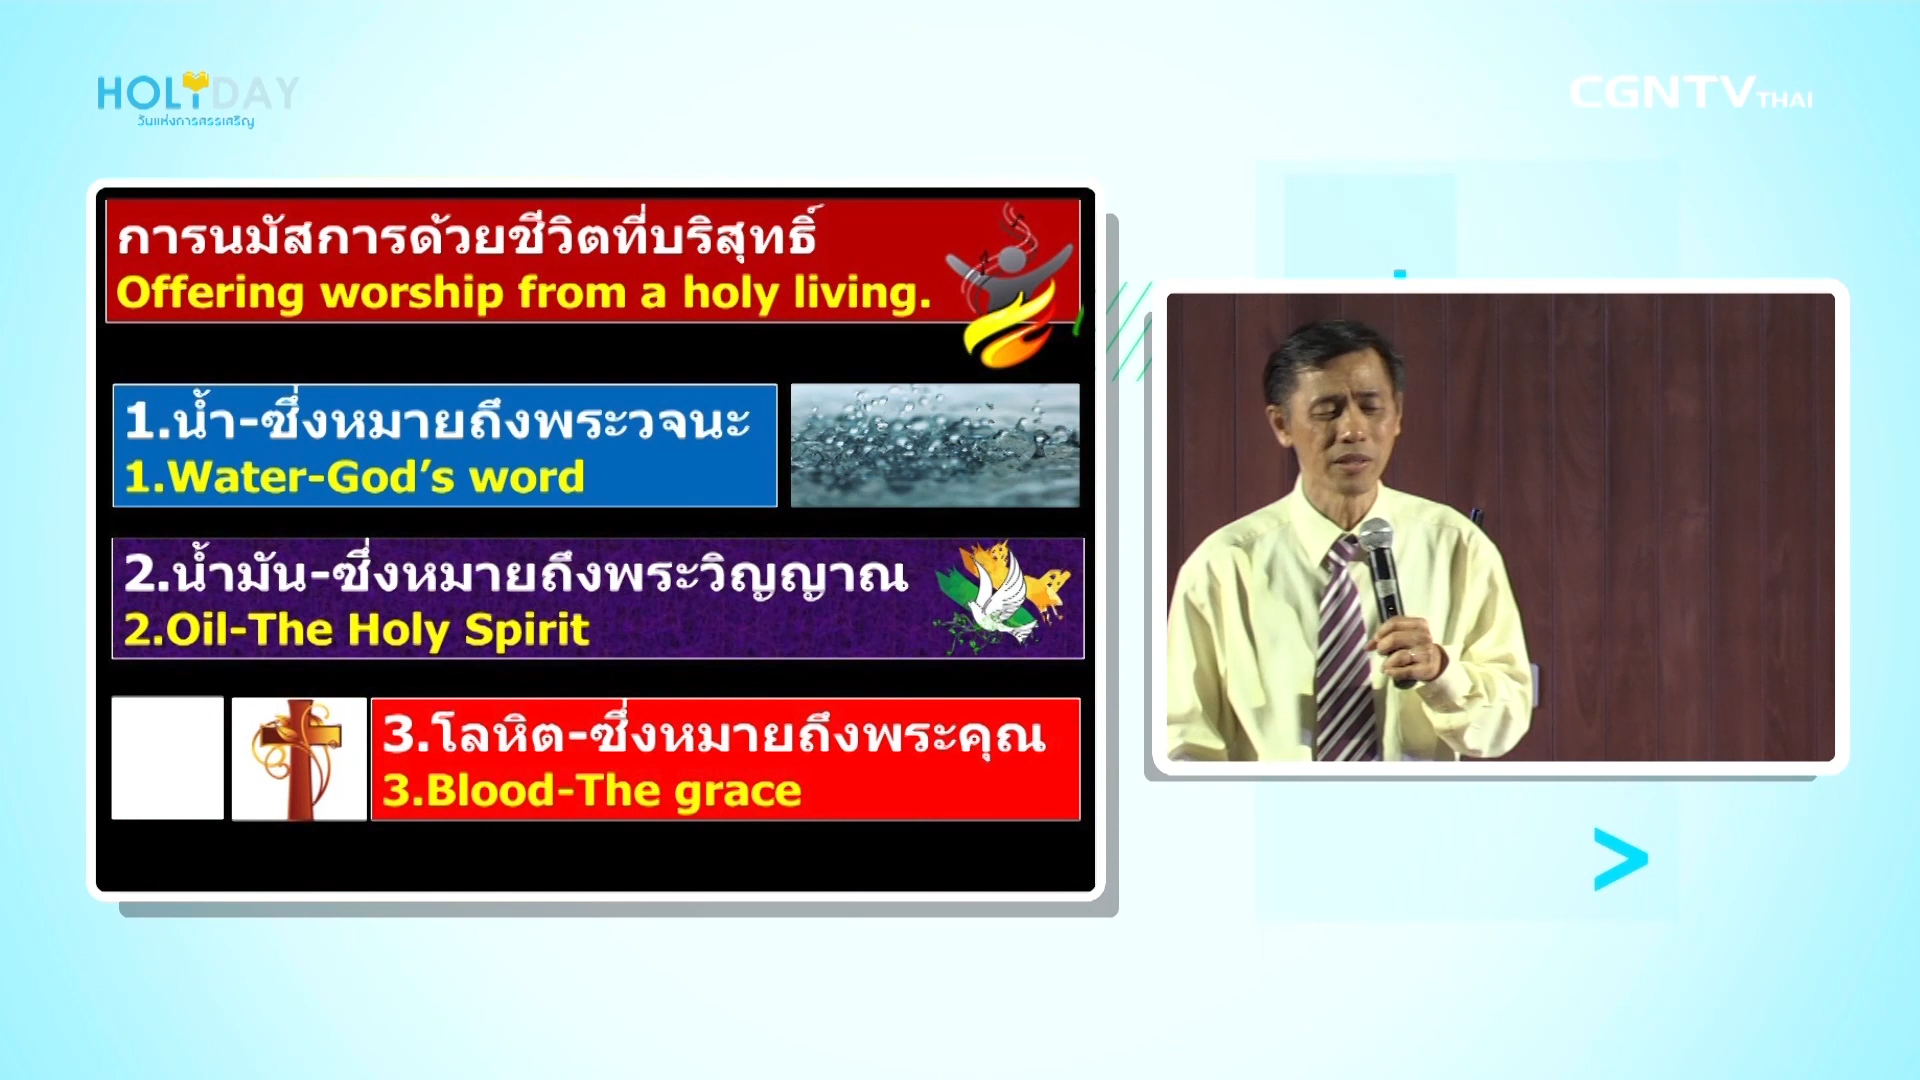 HOLYDAY
วันแห่งการสรรเสริญ
CGNTV THAI
การนมัสการด้วยชีวิตที่บริสุทธิ์
Offering worship from a holy living.
1.น้ำ-ซึ่งหมายถึงพระวจนะ
1.Water-God’s word
2.น้ำมัน-ซึ่งหมายถึงพระวิญญาณ
2.Oil-The Holy Spirit
3.โลหิต-ซึ่งหมายถึงพระคุณ
3.Blood-The grace